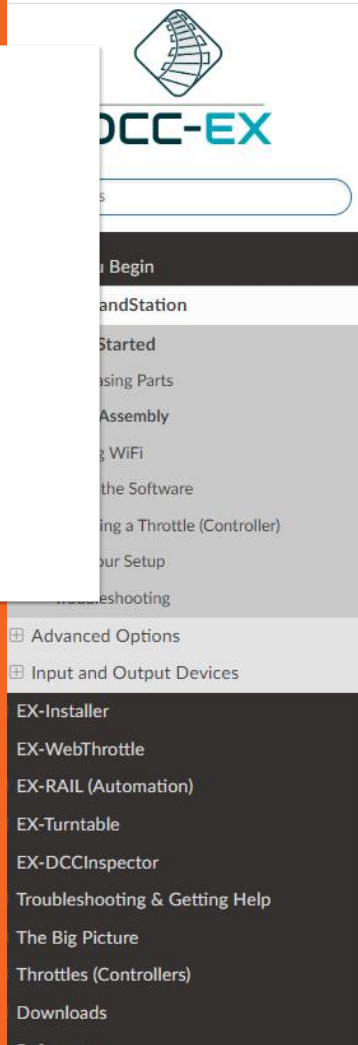 DCC-EX
Begin
andStation
Started
asing Parts
Assembly
WiFi
the Software
ing a Throttle (Controller)
our Setup
eshooting
Advanced Options
Input and Output Devices
EX-Installer
EX-WebThrottle
EX-RAIL (Automation)
EX-Turntable
EX-DCCInspector
Troubleshooting & Getting Help
The Big Picture
Throttles (Controllers)
Downloads